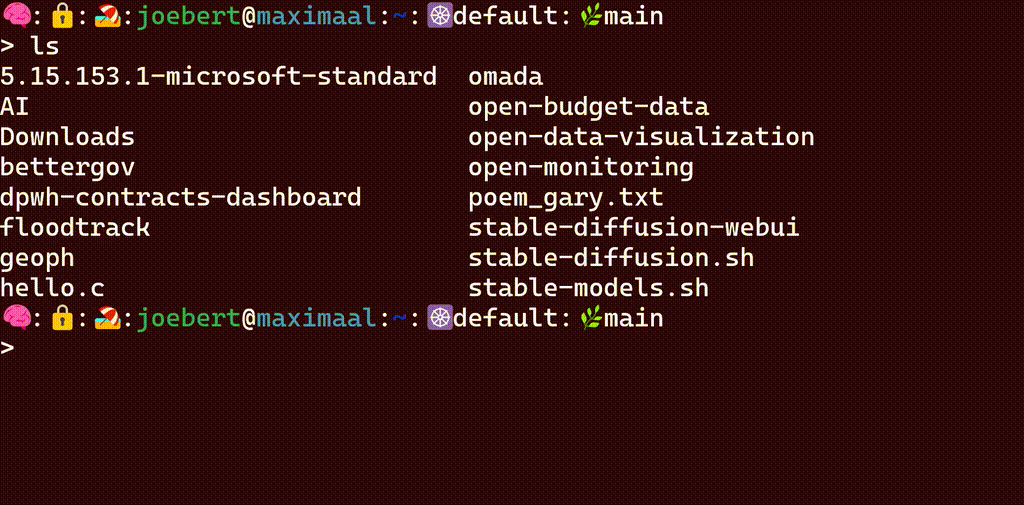 🧠:🔒:🏖️:joebert@maximaal:~:☸️default:🌿main
> ls
5.15.153.1-microsoft-standard  omada
AI                             open-budget-data
Downloads                      open-data-visualization
bettergov                      open-monitoring
dpwh-contracts-dashboard       poem_gary.txt
floodtrack                     stable-diffusion-webui
geoph                          stable-diffusion.sh
hello.c                        stable-models.sh
🧠:🔒:🏖️:joebert@maximaal:~:☸️default:🌿main
>